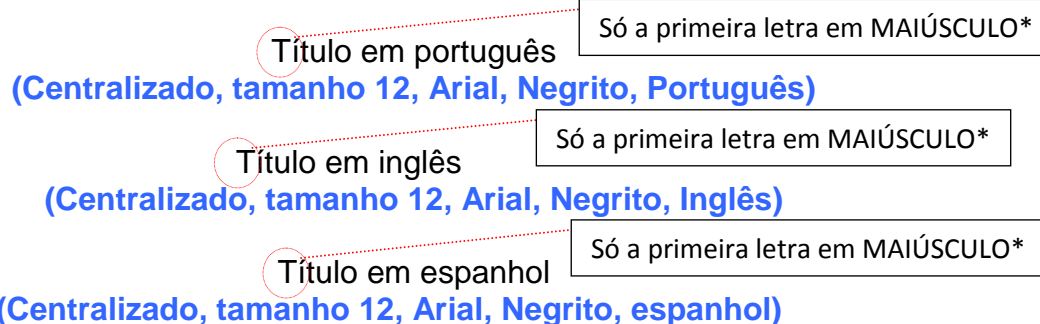 Só a primeira letra em MAIÚSCULO*
Título em português
(Centralizado, tamanho 12, Arial, Negrito, Português)
Só a primeira letra em MAIÚSCULO*
Título em inglês
(Centralizado, tamanho 12, Arial, Negrito, Inglês)
Só a primeira letra em MAIÚSCULO*
Título em espanhol
(Centralizado, tamanho 12, Arial, Negrito, espanhol)